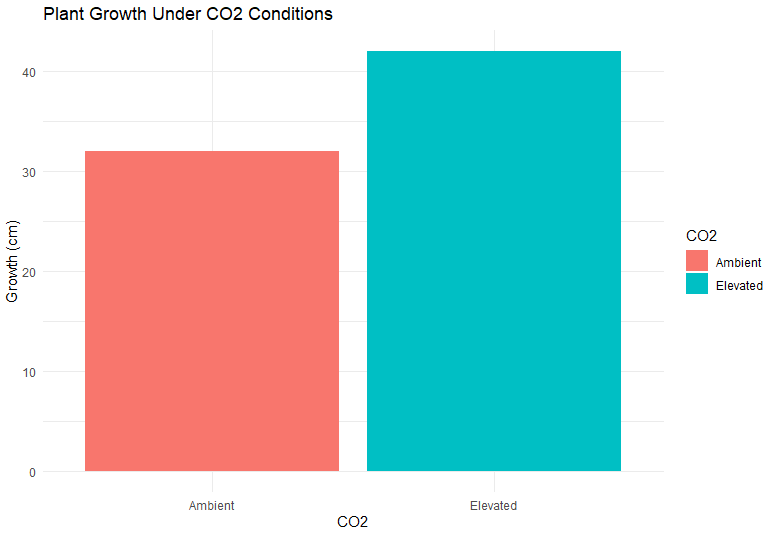 Plant Growth Under CO2 Conditions
Growth (cm)
40
30
20
10
0
Ambient
Elevated
CO2
CO2
Ambient
Elevated